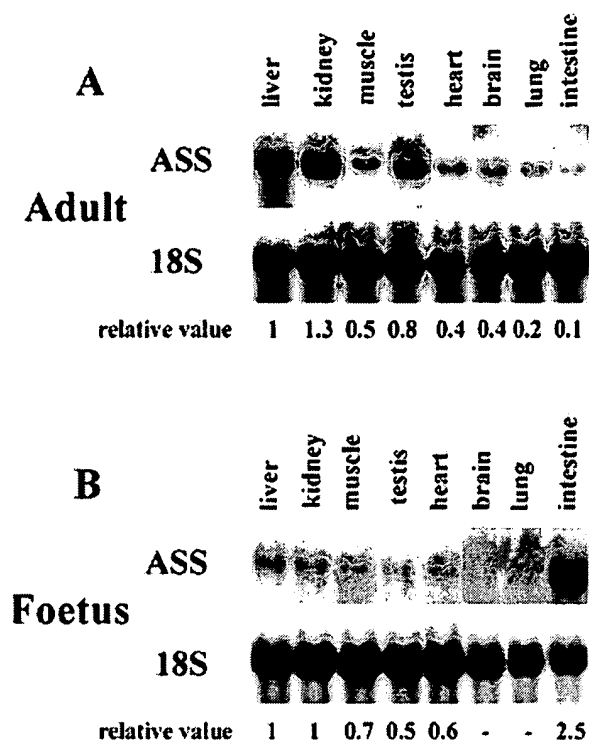 A
liver kidney muscle testis heart brain lung intestine
ASS
Adult
18S
relative value 1 1.3 0.5 0.8 0.4 0.4 0.2 0.1
B
liver kidney muscle testis heart brain lung intestine
ASS
Foetus
18S
relative value 1 1 0.7 0.5 0.6 - - 2.5